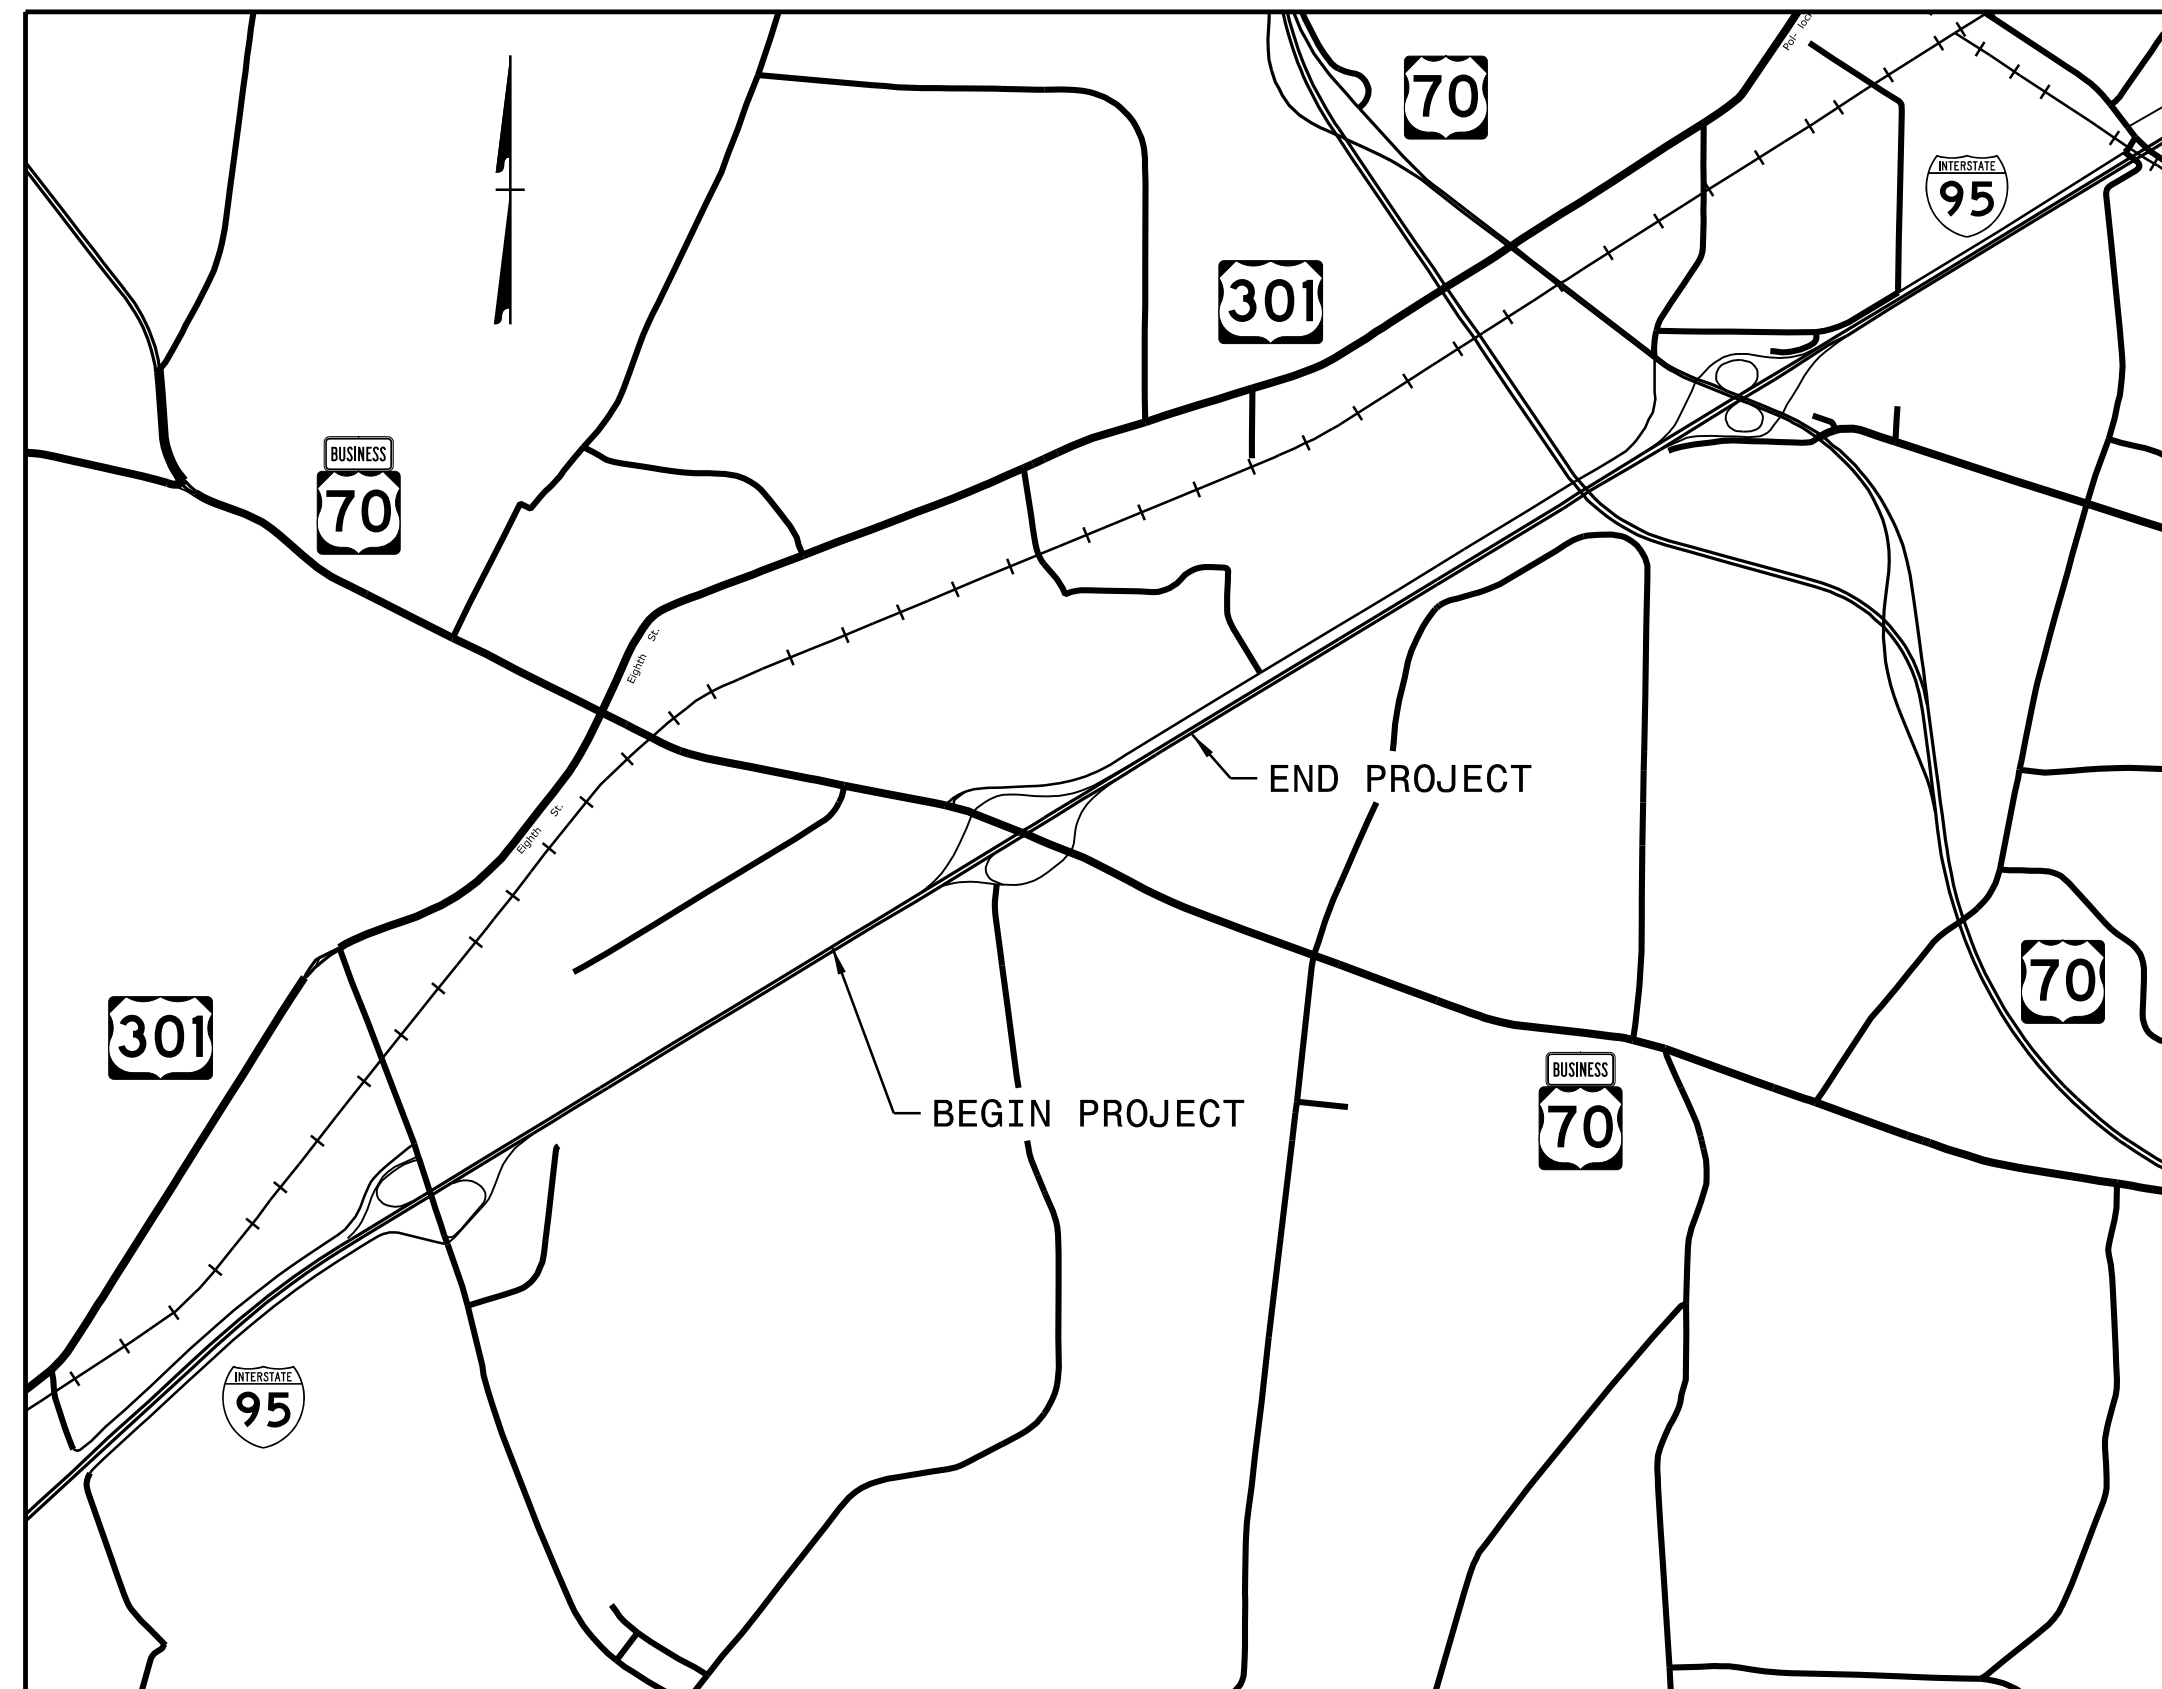 70
INTERSTATE
95
301
BUSINESS
70
Eighth St.
END PROJECT
Eighth St.
70
301
BEGIN PROJECT
BUSINESS
70
INTERSTATE
95